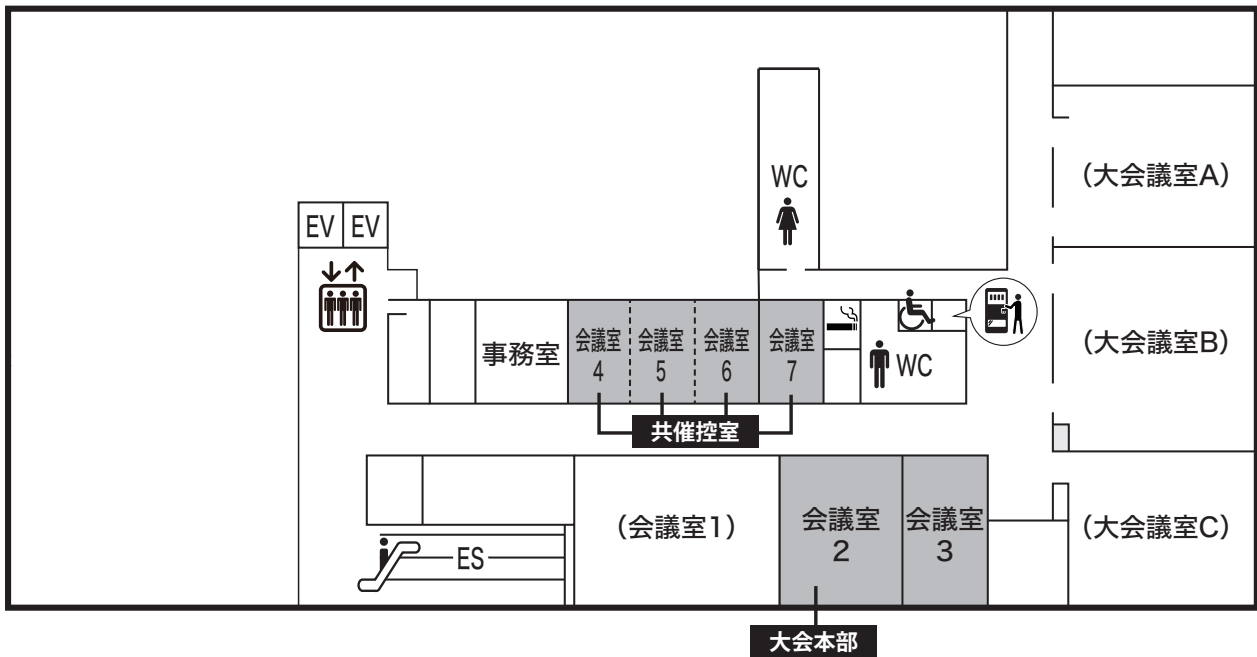 WC
(大会議室A)
EV
EV
事務室
会議室
4
会議室
5
会議室
6
会議室
7
WC
(大会議室B)
共催控室
(会議室1)
会議室
2
会議室
3
(大会議室C)
ES
大会本部